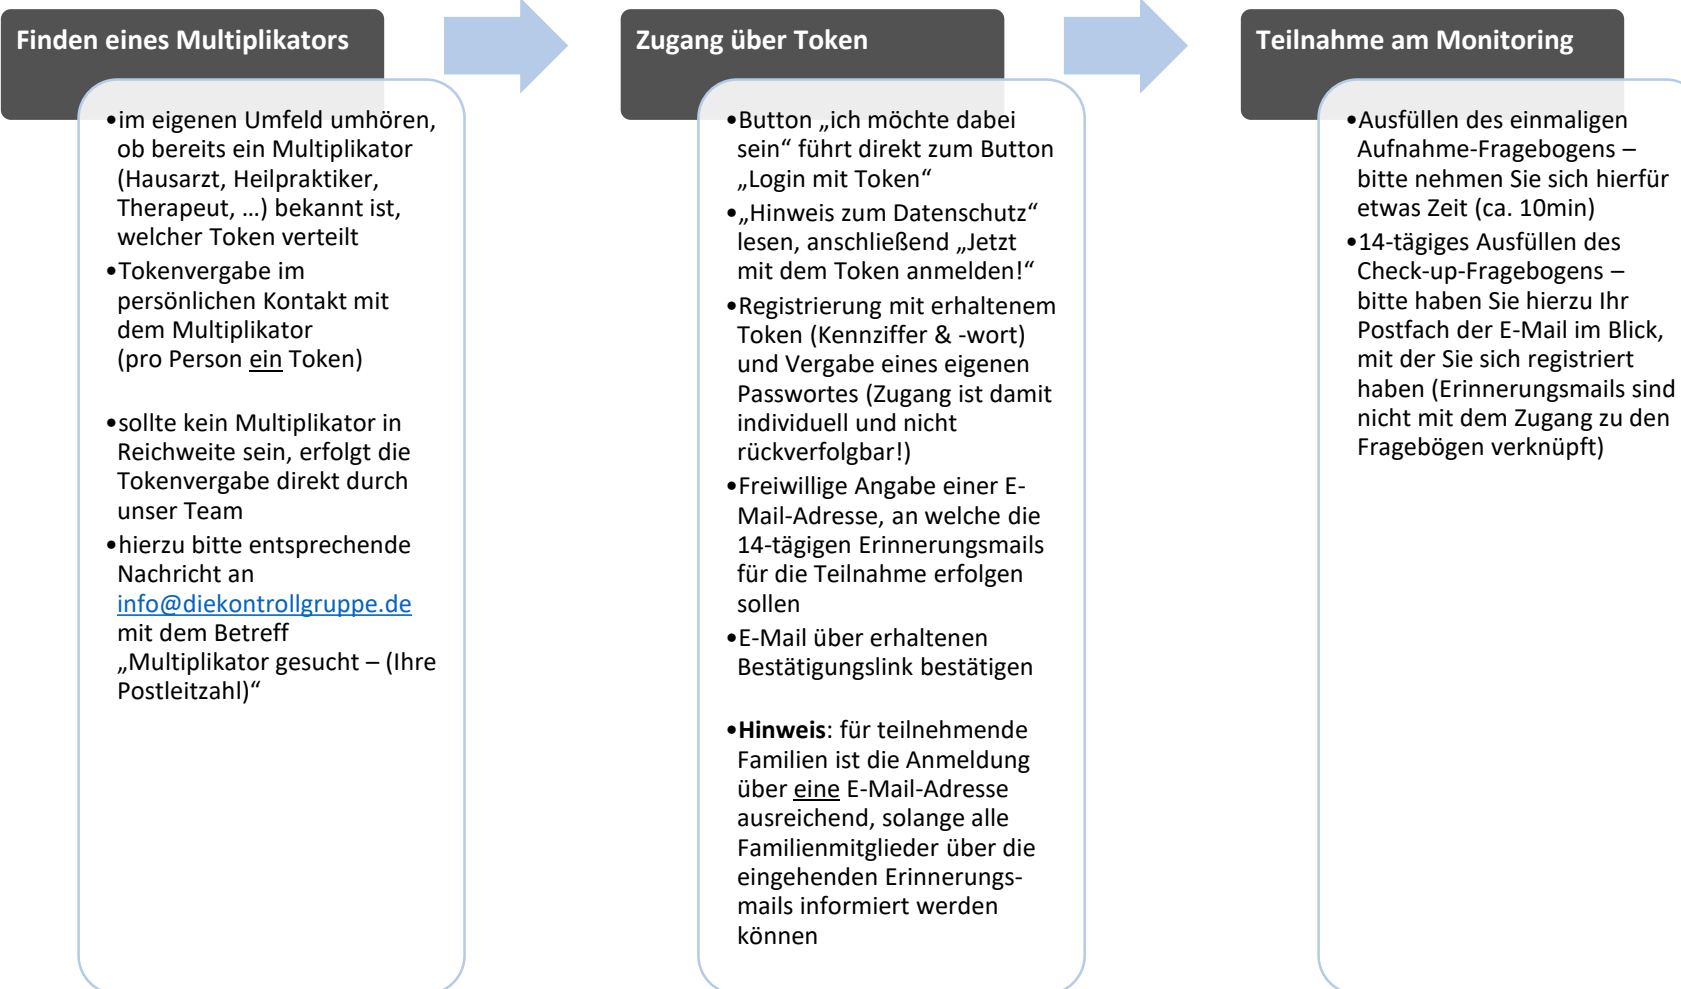 Finden eines Multiplikators
•im eigenen Umfeld umhören,
ob bereits ein Multiplikator
(Hausarzt, Heilpraktiker,
Therapeut, …) bekannt ist,
welcher Token verteilt
•Tokenvergabe im
persönlichen Kontakt mit
dem Multiplikator
(pro Person ein Token)
•sollte kein Multiplikator in
Reichweite sein, erfolgt die
Tokenvergabe direkt durch
unser Team
•hierzu bitte entsprechende
Nachricht an
info@diekontrollgruppe.de
mit dem Betreff
„Multiplikator gesucht – (Ihre
Postleitzahl)“
Zugang über Token
•Button „ich möchte dabei
sein“ führt direkt zum Button
„Login mit Token“
•„Hinweis zum Datenschutz“
lesen, anschließend „Jetzt
mit dem Token anmelden!“
•Registrierung mit erhaltenem
Token (Kennziffer & -wort)
und Vergabe eines eigenen
Passwortes (Zugang ist damit
individuell und nicht
rückverfolgbar!)
•Freiwillige Angabe einer E-
Mail-Adresse, an welche die
14-tägigen Erinnerungsmails
für die Teilnahme erfolgen
sollen
•E-Mail über erhaltenen
Bestätigungslink bestätigen
•Hinweis: für teilnehmende
Familien ist die Anmeldung
über eine E-Mail-Adresse
ausreichend, solange alle
Familienmitglieder über die
eingehenden Erinnerungs-
mails informiert werden
können
Teilnahme am Monitoring
•Ausfüllen des einmaligen
Aufnahme-Fragebogens –
bitte nehmen Sie sich hierfür
etwas Zeit (ca. 10min)
•14-tägiges Ausfüllen des
Check-up-Fragebogens –
bitte haben Sie hierzu Ihr
Postfach der E-Mail im Blick,
mit der Sie sich registriert
haben (Erinnerungsmails sind
nicht mit dem Zugang zu den
Fragebögen verknüpft)